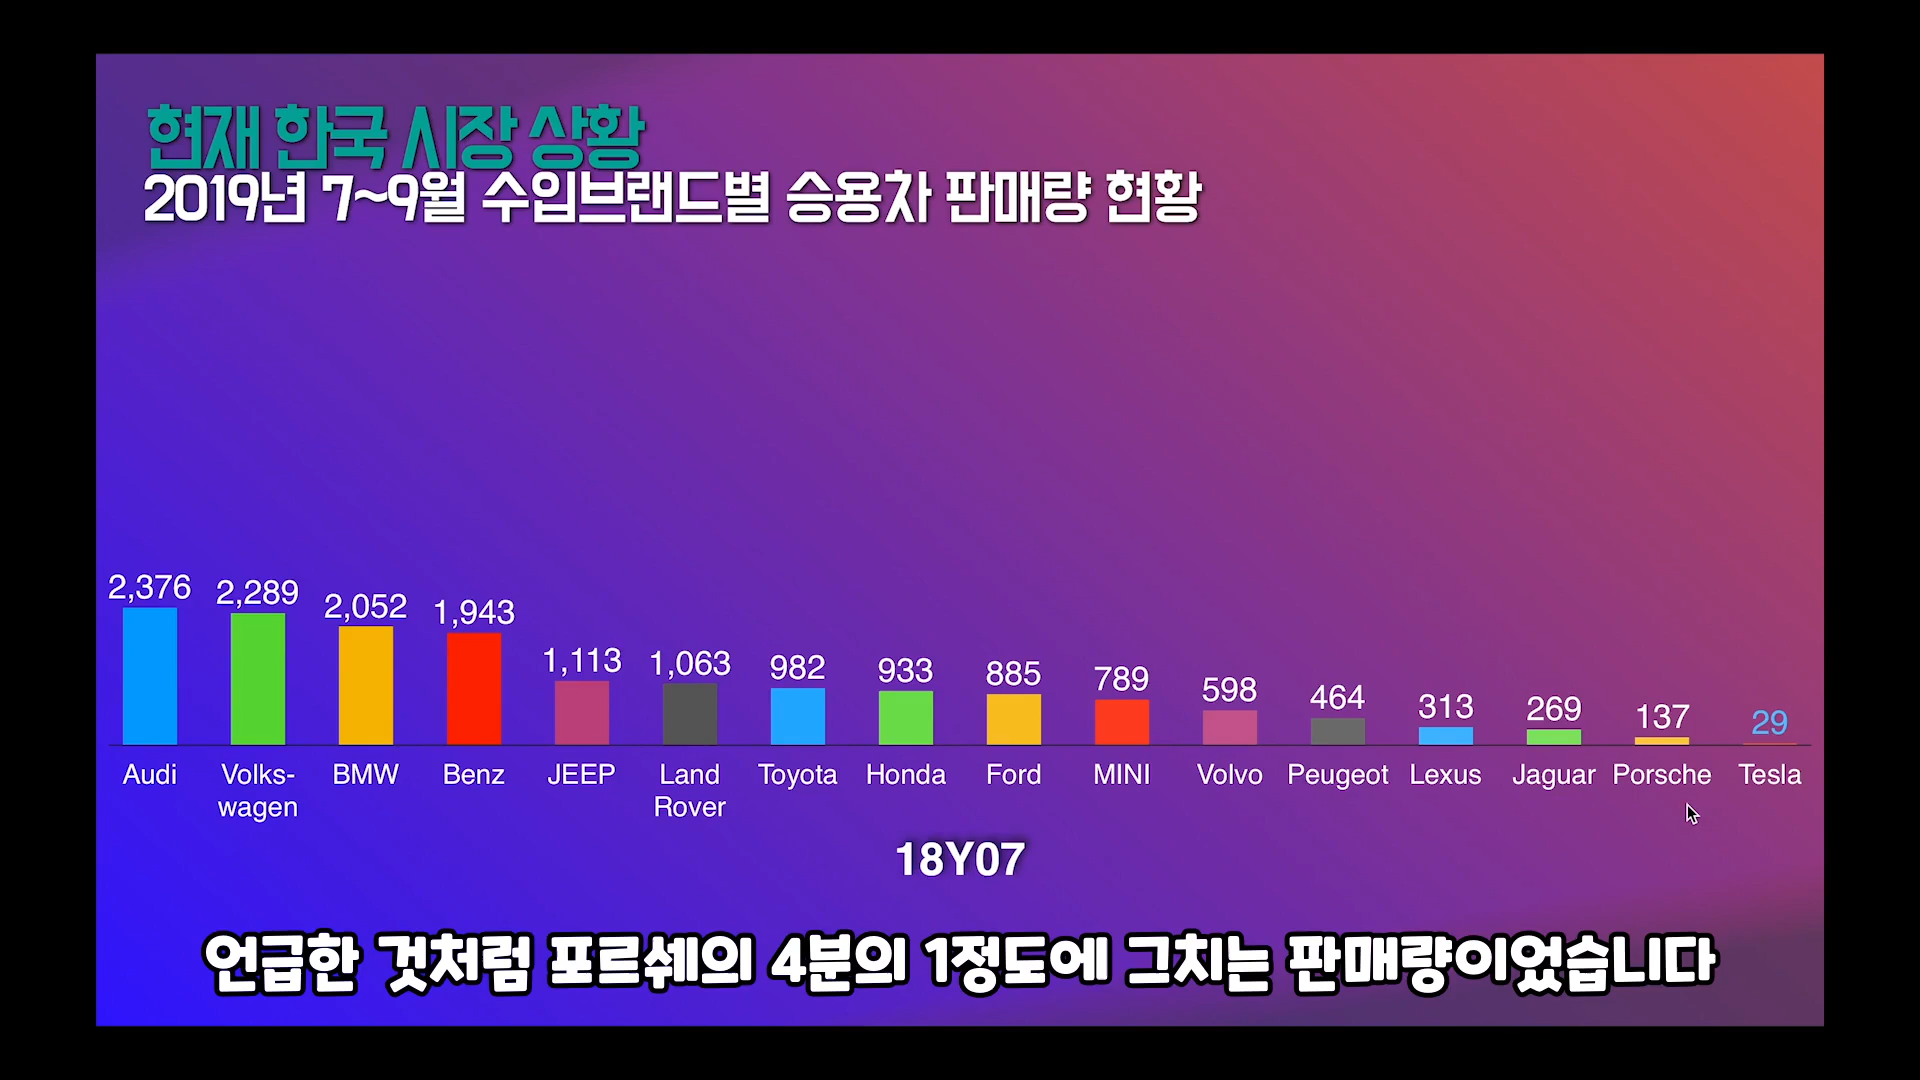 현재 한국 시장 상황
2019년 7~9월 수입브랜드별 승용차 판매량 현황
2,376 2,289 2,052 1,943 1,113 1,063 982 933 885 789 598 464 313 269 137 29
Audi Volks-wagen BMW Benz JEEP Land Rover Toyota Honda Ford MINI Volvo Peugeot Lexus Jaguar Porsche Tesla
18Y07
언급한 것처럼 포르쉐의 4분의 1정도에 그치는 판매량이었습니다